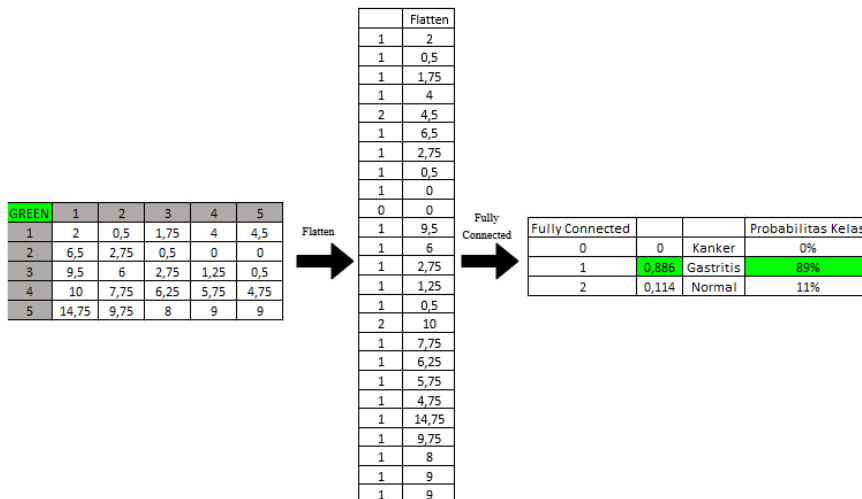 GREEN 1 2 3 4 5
1 2 0,5 1,75 4 4,5
2 6,5 2,75 0,5 0 0
3 9,5 6 2,75 1,25 0,5
4 10 7,75 6,25 5,75 4,75
5 14,75 9,75 8 9 9
Flatten
Flatten
1 2
1 0,5
1 1,75
1 4
2 4,5
1 6,5
1 2,75
1 0,5
1 0
0 0
1 9,5
1 6
1 2,75
1 1,25
1 0,5
2 10
1 7,75
1 6,25
1 5,75
1 4,75
1 14,75
1 9,75
1 8
1 9
1 9
Fully
Connected
Fully Connected Probabilitas Kelas
0 0 Kanker 0%
1 0,886 Gastritis 89%
2 0,114 Normal 11%